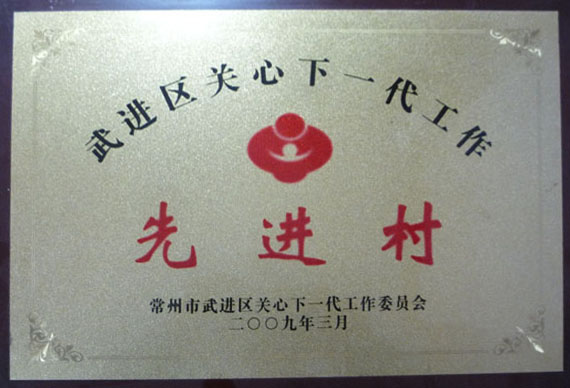 武进区关心下一代工作
先进村
常州市武进区关心下一代工作委员会
二〇〇九年三月